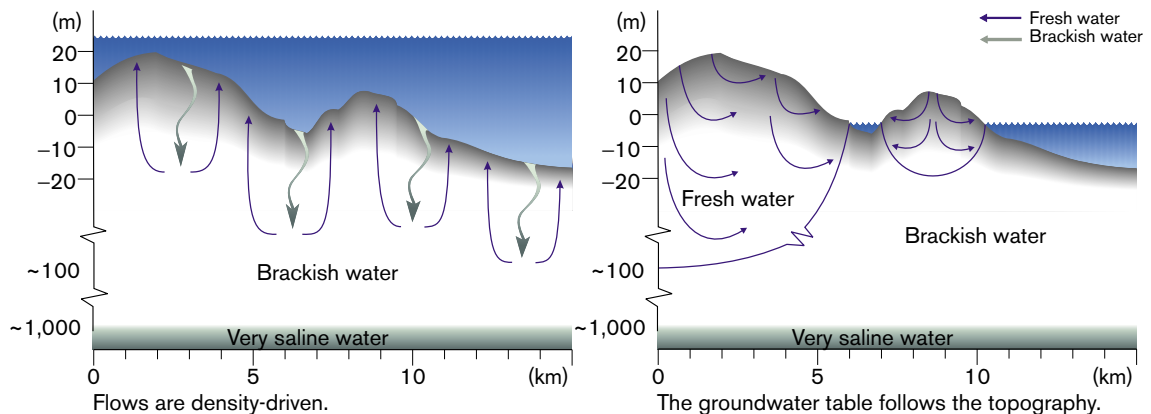 (m)
20
10
0
−10
−20
~100
~1,000
Brackish water
Very saline water
0 5 10 (km)
Flows are density-driven.
(m)
Fresh water
Brackish water
20
10
0
−10
−20
~100
~1,000
Fresh water
Brackish water
Very saline water
0 5 10 (km)
The groundwater table follows the topography.